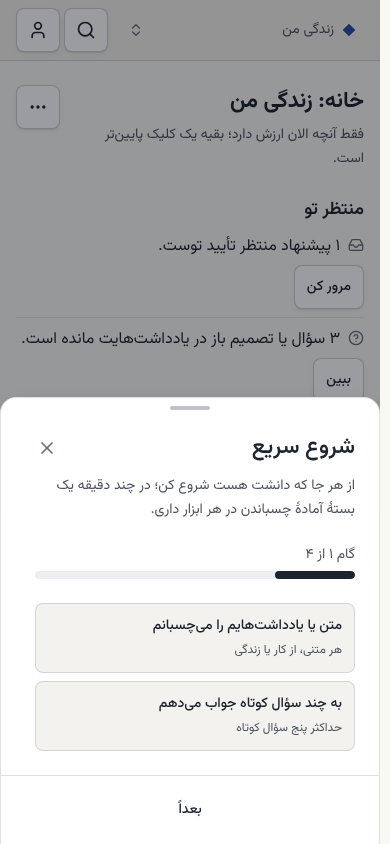 زندگی من
خانه: زندگی من
فقط آنچه الان ارزش دارد؛ بقیه یک کلیک پایین‌تر
است.
منتظر تو
۱ پیشنهاد منتظر تأیید توست.
مرور کن
۳ سؤال یا تصمیم باز در یادداشت‌هایت مانده است.
ببین
شروع سریع
از هر جا که دانشت هست شروع کن؛ در چند دقیقه یک
بستهٔ آمادهٔ چسباندن در هر ابزار داری.
گام ۱ از ۴
متن یا یادداشت‌هایم را می‌چسبانم
هر متنی، از کار یا زندگی
به چند سؤال کوتاه جواب می‌دهم
حداکثر پنج سؤال کوتاه
بعداً